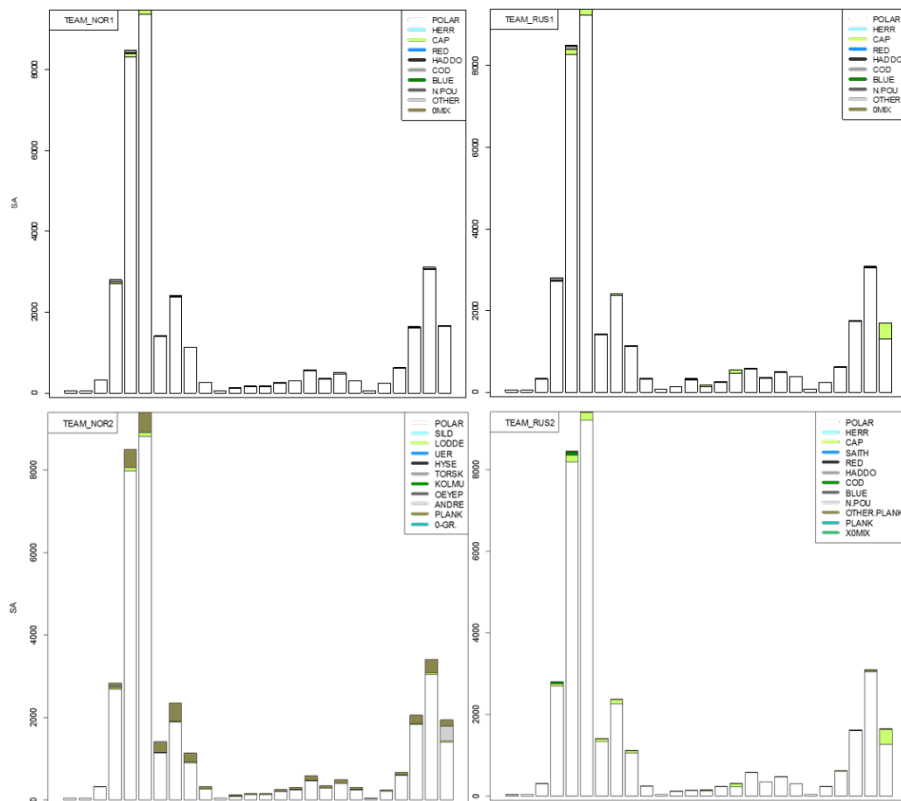 TEAM_NOR1
POLAR
HERR
CAP
RED
HADDO
COD
BLUE
N.POU
OTHER
0MIX
SA
0
2000
4000
6000
8000
TEAM_RUS1
POLAR
HERR
CAP
RED
HADDO
COD
BLUE
N.POU
OTHER
0MIX
0
2000
4000
6000
8000
TEAM_NOR2
POLAR
SILD
LODDE
UER
HYSE
TORSK
KOLMU
OEYEP
ANDRE
PLANK
0-GR.
SA
0
2000
4000
6000
8000
TEAM_RUS2
POLAR
HERR
CAP
SAITH
RED
HADDO
COD
BLUE
N.POU
OTHER.PLANK
PLANK
X0MIX
0
2000
4000
6000
8000